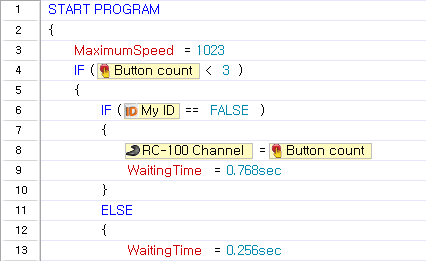 1 START PROGRAM
2 {
3 MaximumSpeed = 1023
4 IF ( Button count < 3 )
5 {
6 IF ( ID My ID == FALSE )
7 {
8 RC-100 Channel = Button count
9 WaitingTime = 0.768sec
10 }
11 ELSE
12 {
13 WaitingTime = 0.256sec